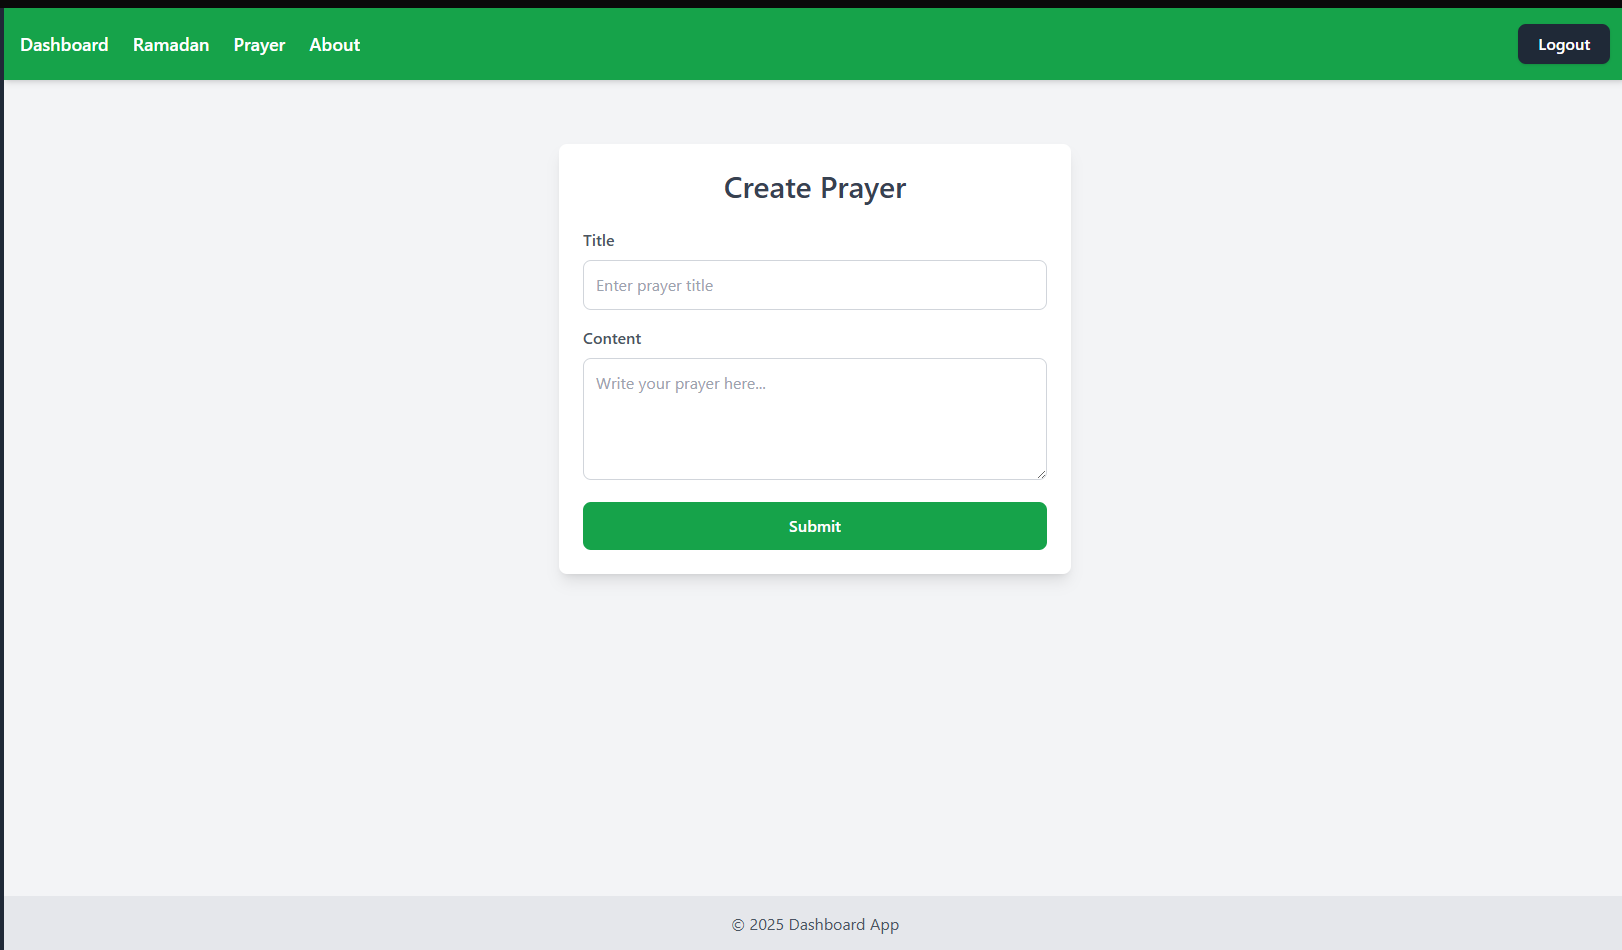 Dashboard Ramadan Prayer About Logout
Create Prayer
Title
Enter prayer title
Content
Write your prayer here...
Submit
© 2025 Dashboard App